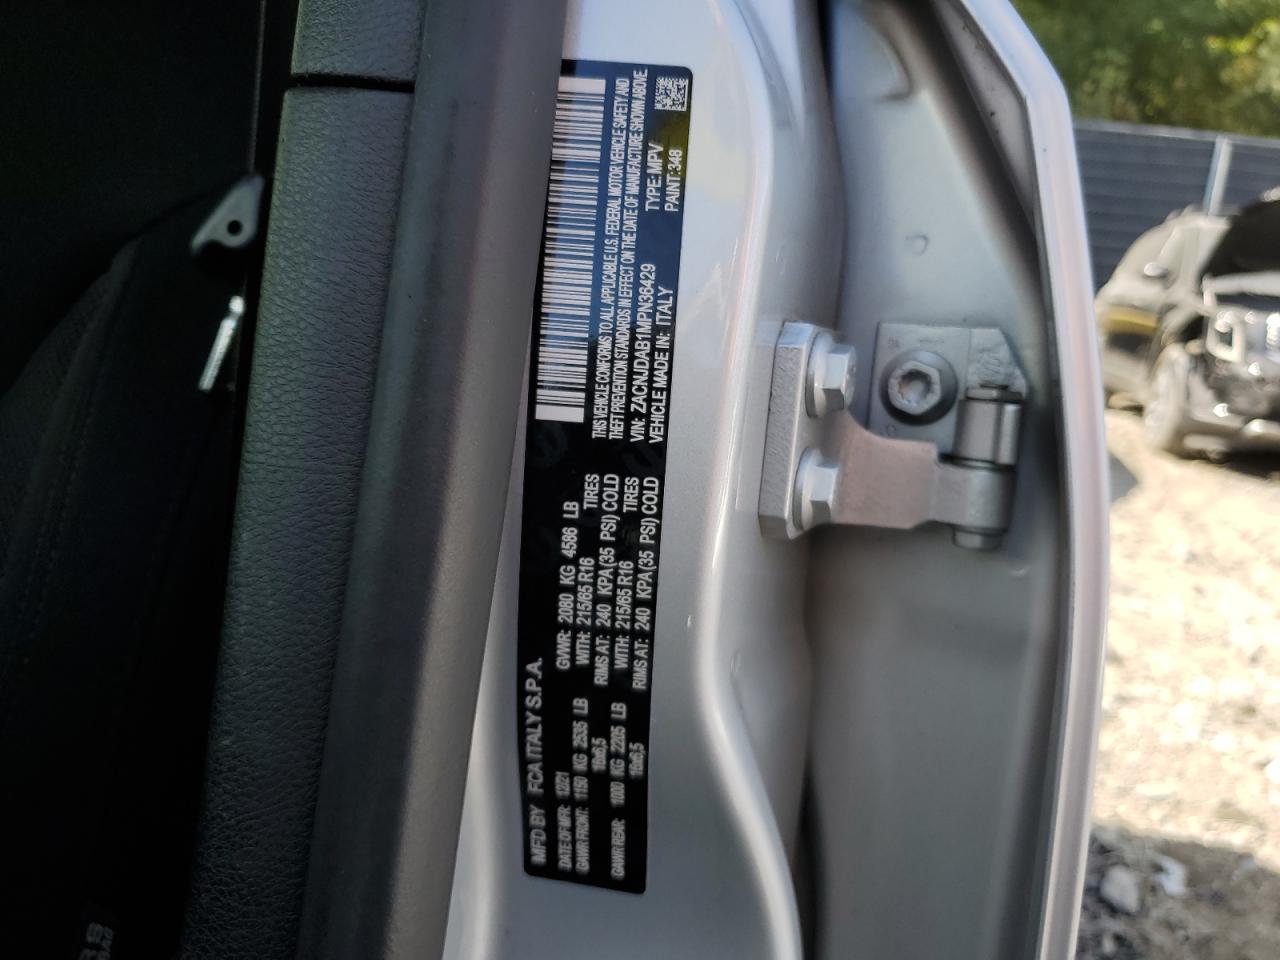 MFD BY FCA ITALY S.P.A.
DATE OF MFR: 12/21 GVWR: 2080 KG 4586 LB
GAWR FRONT: 1150 KG 2535 LB WITH: 215/65 R16 TIRES
16x6,5 RIMS AT: 240 KPA(35 PSI) COLD
GAWR REAR: 1000 KG 2205 LB WITH: 215/65 R16 TIRES
16x6,5 RIMS AT: 240 KPA(35 PSI) COLD
THIS VEHICLE CONFORMS TO ALL APPLICABLE U.S. FEDERAL MOTOR VEHICLE SAFETY AND
THEFT PREVENTION STANDARDS IN EFFECT ON THE DATE OF MANUFACTURE SHOWN ABOVE
VIN: ZACNJDAB1MPN36429 TYPE: MPV
VEHICLE MADE IN: ITALY PAINT: 348